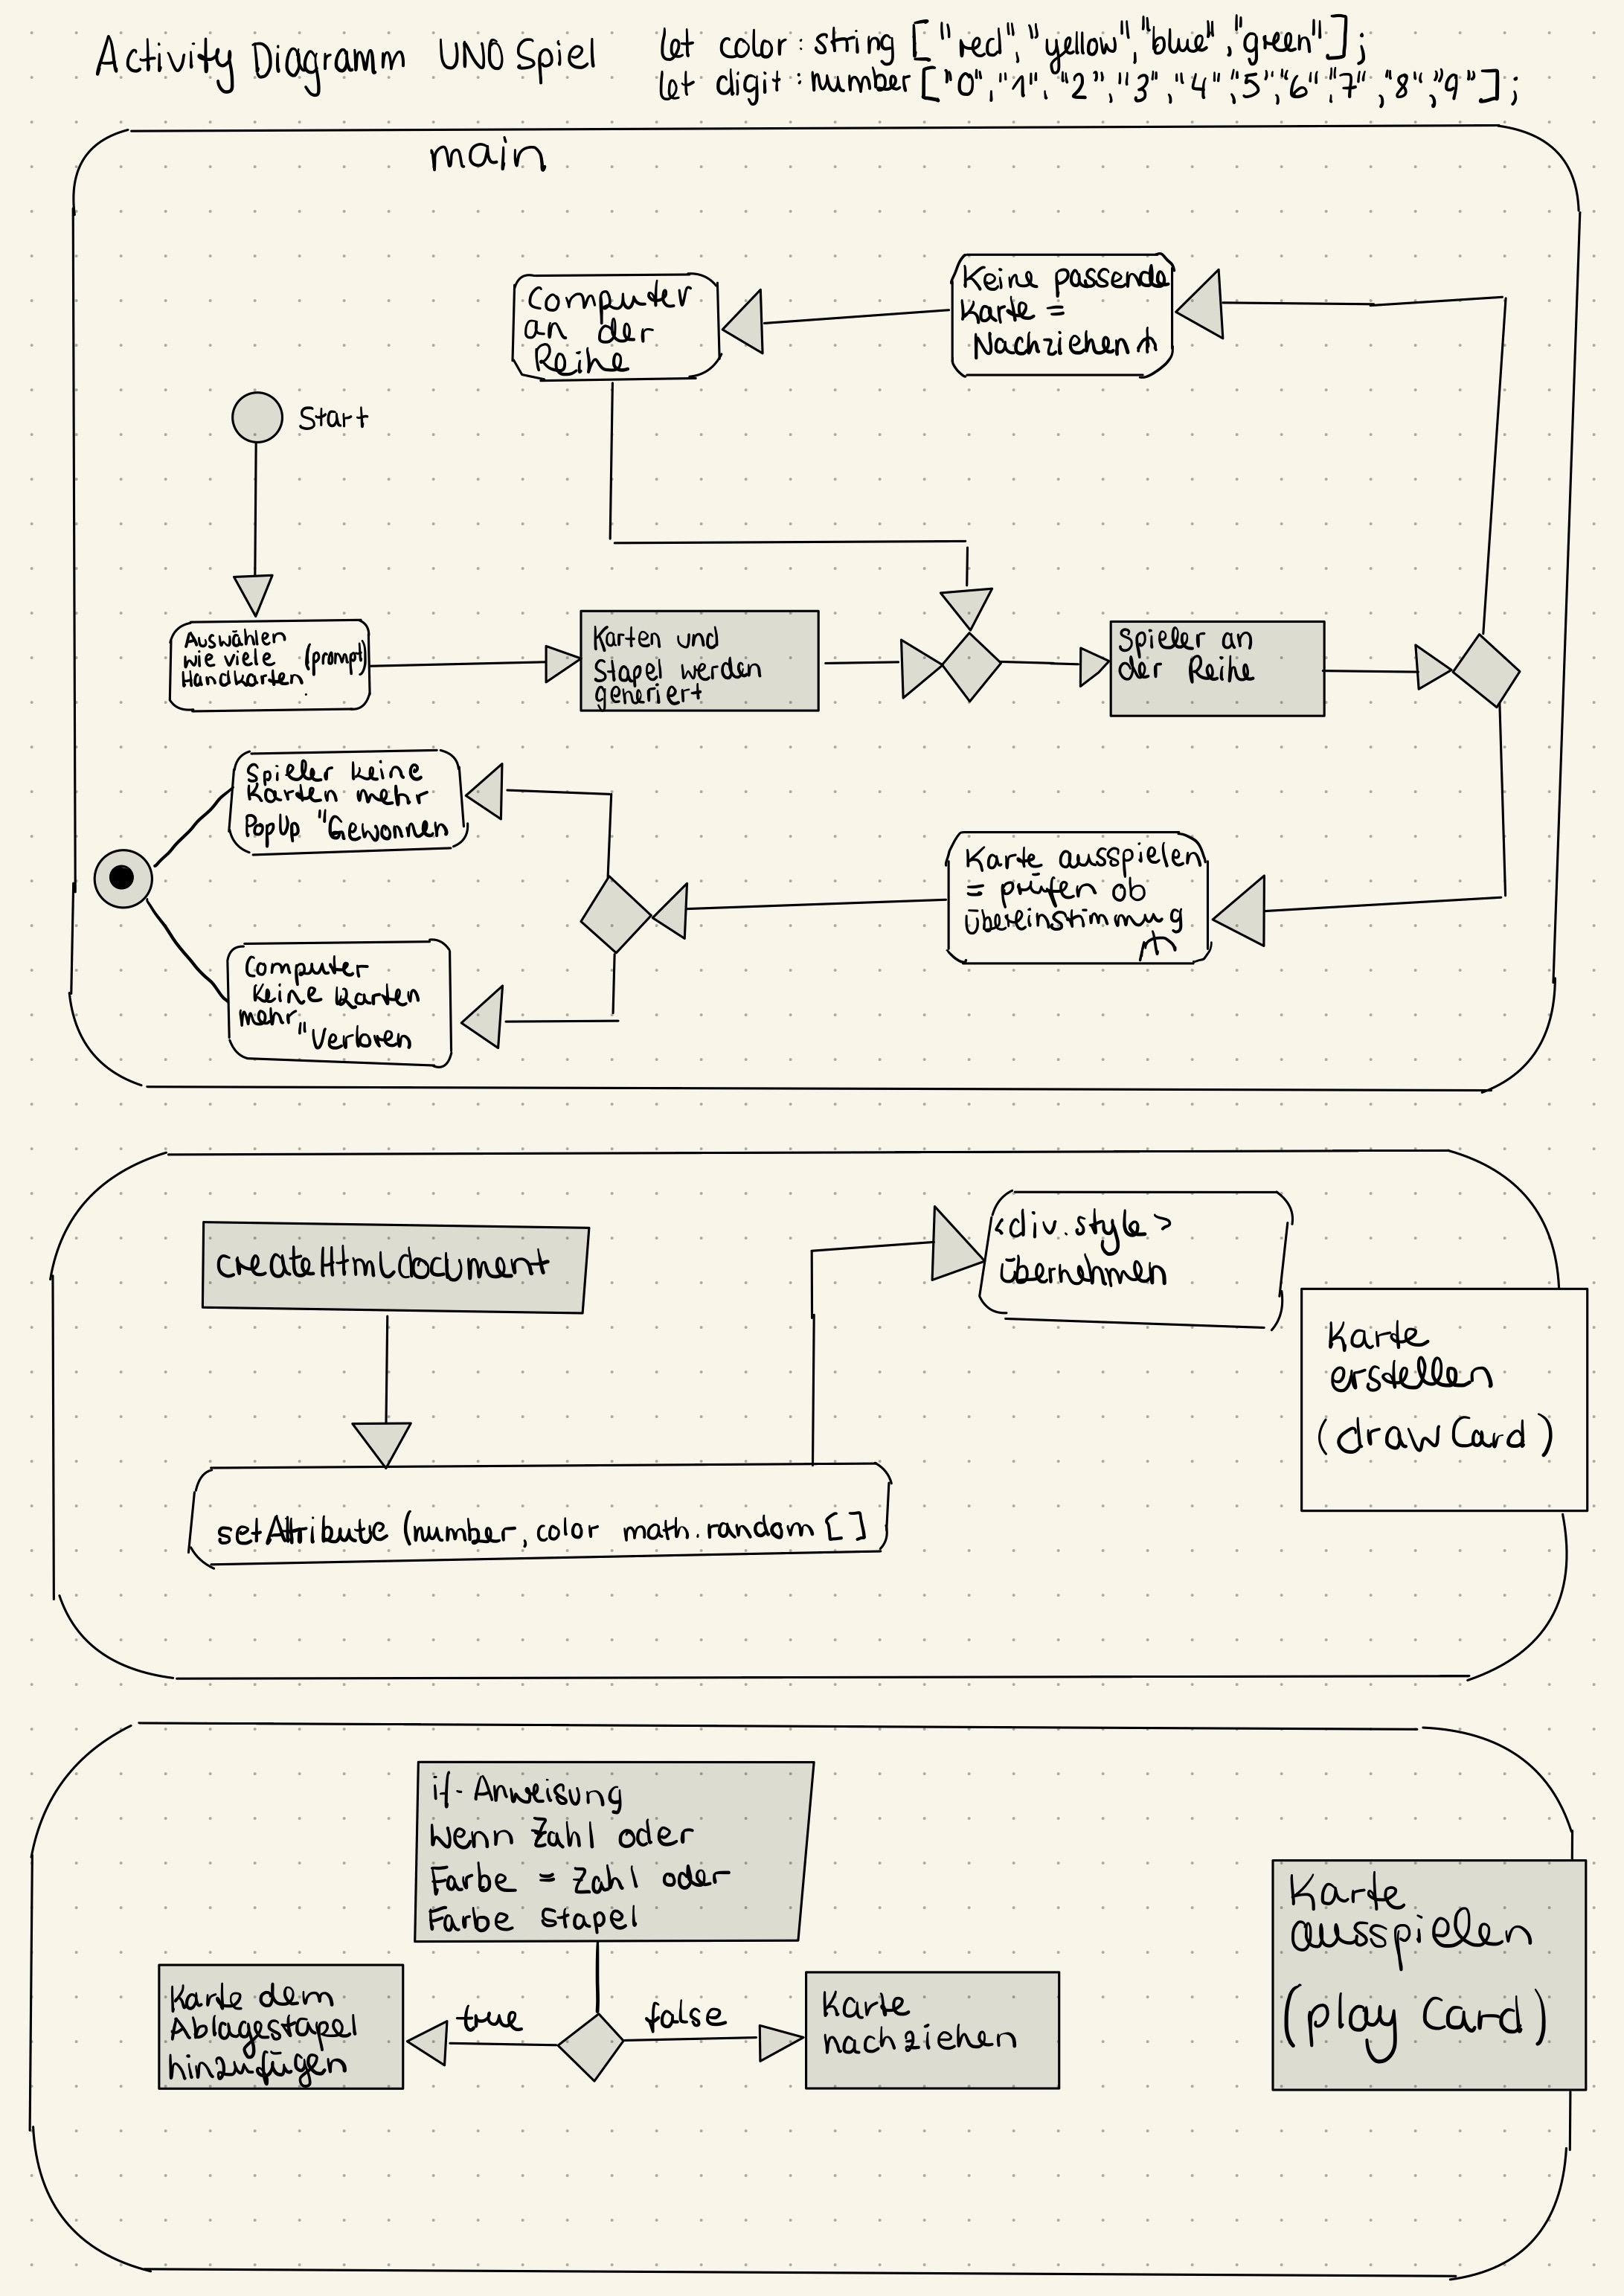 Activity Diagramm UNO Spiel
let color : string ["red","yellow","blue","green"];
let digit : number ["0","1","2","3","4","5","6","7","8","9"];
main
Computer
an der
Reihe
Keine passende
Karte =
Nachziehen
Start
Auswählen
wie viele (prompt)
Handkarten.
Karten und
Stapel werden
generiert
Spieler an
der Reihe
Spieler keine
Karten mehr
PopUp "Gewonnen
Karte ausspielen
= prüfen ob
übereinstimmug
Computer
Keine Karten
mehr
"Verloren
createHtmldocument
<div.style>
übernehmen
Karte
erstellen
(drawCard)
setAttribute (number, color math.random []
if-Anweisung
Wenn Zahl oder
Farbe = Zahl oder
Farbe stapel
Karte
ausspielen
(play Card)
Karte dem
Ablagestapel
hinzufügen
true
false
Karte
nachziehen